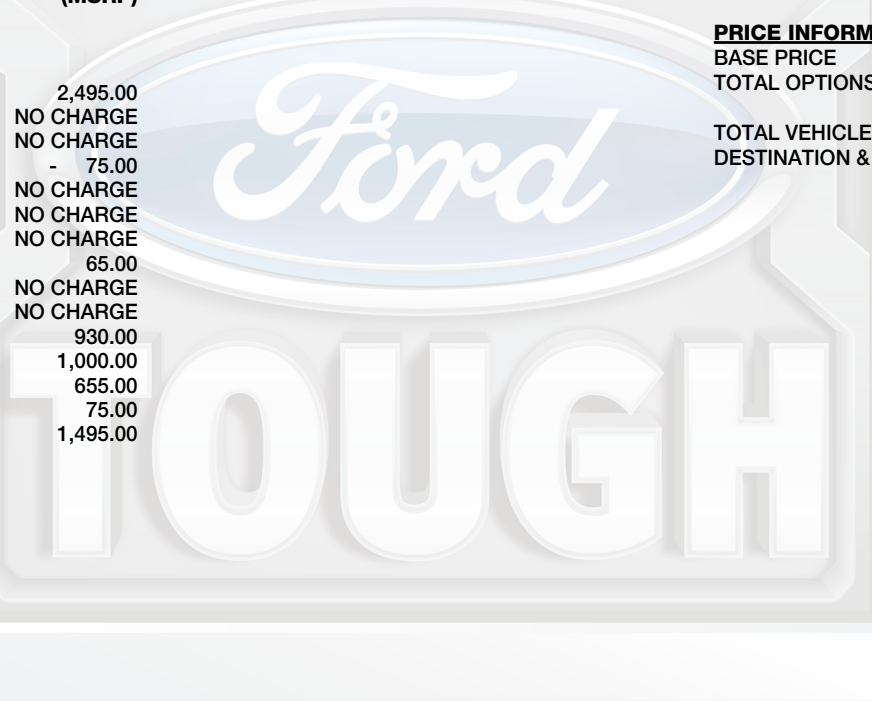 (MSRP)
2,495.00
NO CHARGE
NO CHARGE
- 75.00
NO CHARGE
NO CHARGE
NO CHARGE
65.00
NO CHARGE
NO CHARGE
930.00
1,000.00
655.00
75.00
1,495.00
PRICE INFORM
BASE PRICE
TOTAL OPTIONS
TOTAL VEHICLE
DESTINATION &
Ford
TOUGH